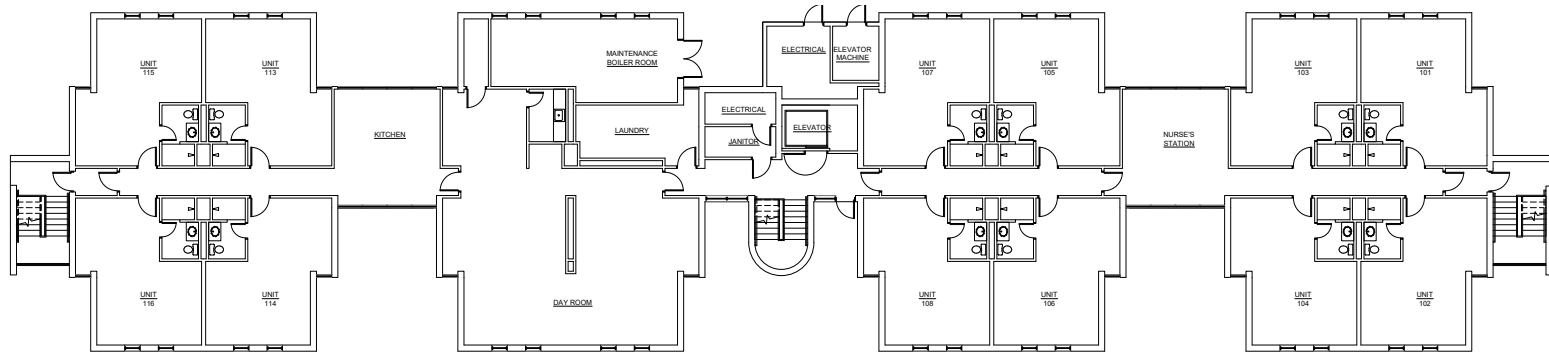 UNIT
115
UNIT
113
MAINTENANCE
BOILER ROOM
ELECTRICAL
ELEVATOR
MACHINE
UNIT
107
UNIT
105
UNIT
103
UNIT
101
KITCHEN
LAUNDRY
ELECTRICAL
JANITOR
ELEVATOR
NURSE'S
STATION
UNIT
116
UNIT
114
DAY ROOM
UNIT
108
UNIT
106
UNIT
104
UNIT
102